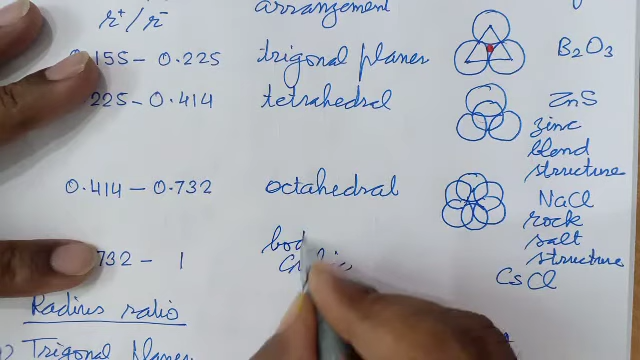 arrangement
r⁺/r⁻
.155 – 0.225 trigonal planer B₂O₃
.225 – 0.414 tetrahedral ZnS
zinc
blend
structure
0.414 – 0.732 octahedral NaCl
rock
salt
structure
.732 – 1 CsCl
Radius ratio
Trigonal planer